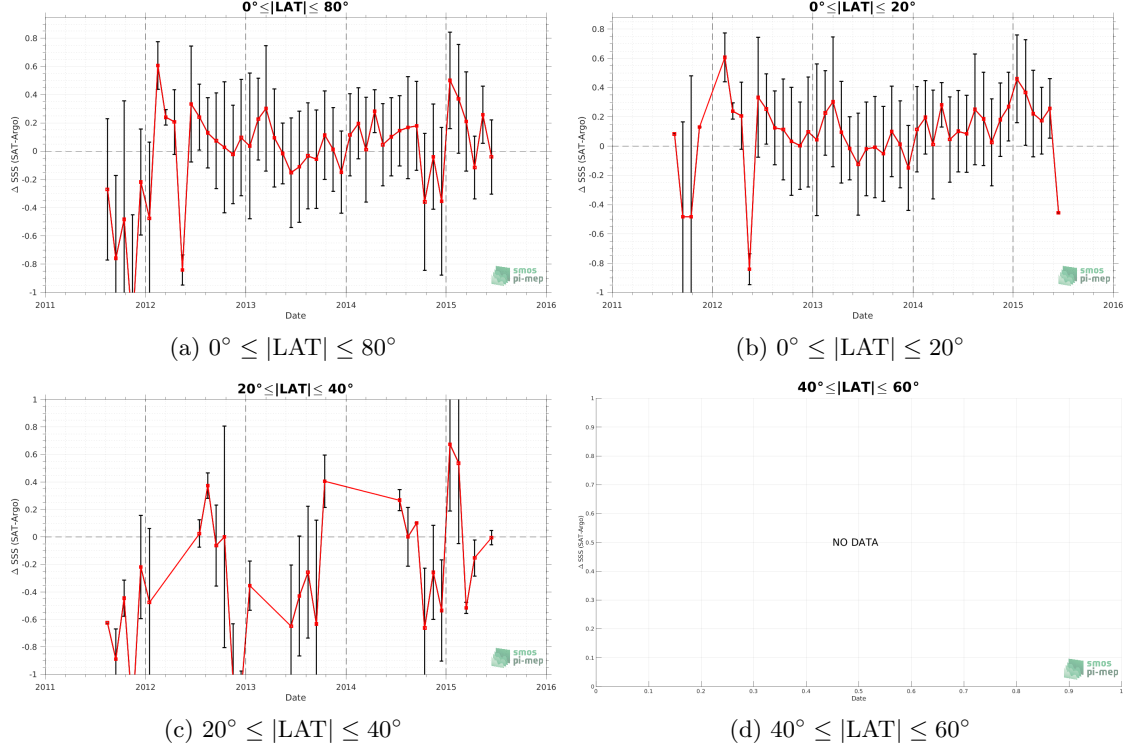 0°≤|LAT|≤ 80°
Δ SSS (SAT-Argo)
0.8
0.6
0.4
0.2
0
-0.2
-0.4
-0.6
-0.8
-1
2011 2012 2013 2014 2015 2016
Date
smos
pi-mep
(a) 0° ≤ |LAT| ≤ 80°
0°≤|LAT|≤ 20°
Δ SSS (SAT-Argo)
0.8
0.6
0.4
0.2
0
-0.2
-0.4
-0.6
-0.8
-1
2011 2012 2013 2014 2015 2016
Date
smos
pi-mep
(b) 0° ≤ |LAT| ≤ 20°
20°≤|LAT|≤ 40°
Δ SSS (SAT-Argo)
1
0.8
0.6
0.4
0.2
0
-0.2
-0.4
-0.6
-0.8
-1
2011 2012 2013 2014 2015 2016
Date
smos
pi-mep
(c) 20° ≤ |LAT| ≤ 40°
40°≤|LAT|≤ 60°
Δ SSS (SAT-Argo)
1
0.9
0.8
0.7
0.6
0.5
0.4
0.3
0.2
0.1
0
NO DATA
0 0.1 0.2 0.3 0.4 0.5 0.6 0.7 0.8 0.9 1
Date
smos
pi-mep
(d) 40° ≤ |LAT| ≤ 60°